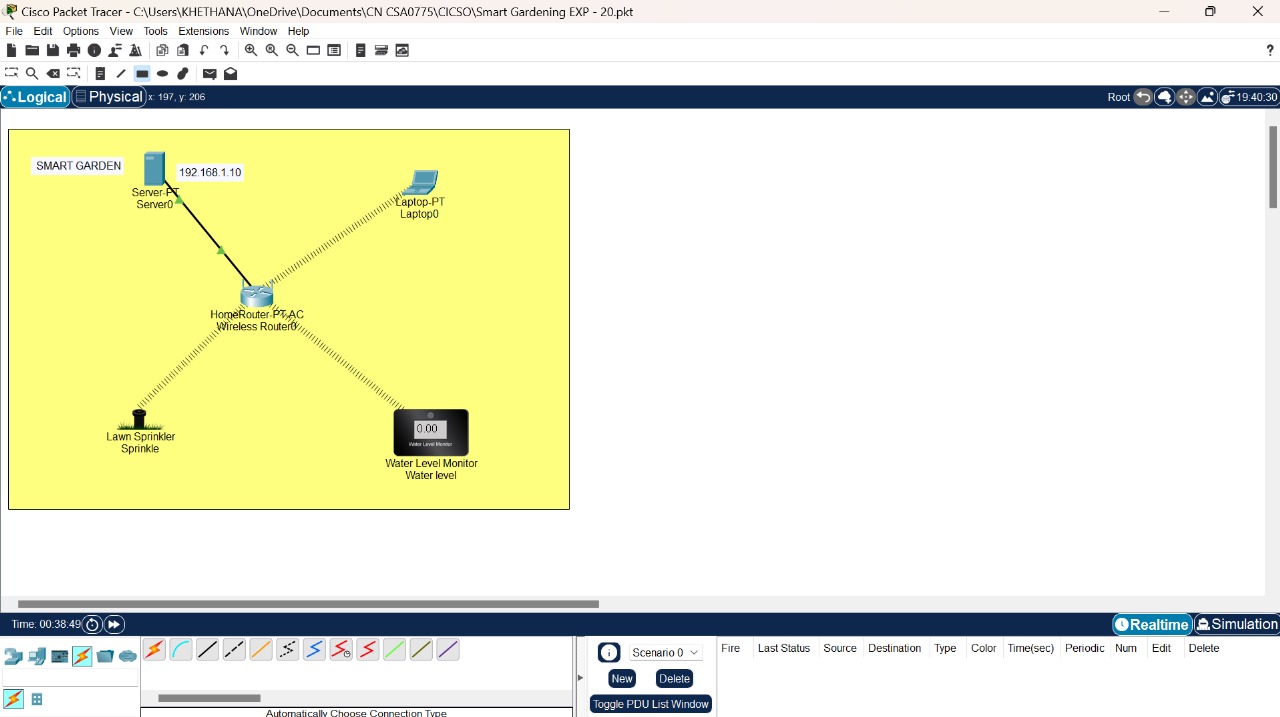 Cisco Packet Tracer - C:\Users\KHETHANA\OneDrive\Documents\CN CSA0775\CICSO\Smart Gardening EXP - 20.pkt
File Edit Options View Tools Extensions Window Help
?
Logical Physical x: 197, y: 206 Root 19:40:30
SMART GARDEN
192.168.1.10
Server-PT
Server0
Laptop-PT
Laptop0
HomeRouter-PT-AC
Wireless Router0
Lawn Sprinkler
Sprinkle
0.00
Water Level Monitor
Water Level Monitor
Water level
Time: 00:38:49 Realtime Simulation
Scenario 0
New Delete
Toggle PDU List Window
Fire Last Status Source Destination Type Color Time(sec) Periodic Num Edit Delete
Automatically Choose Connection Type